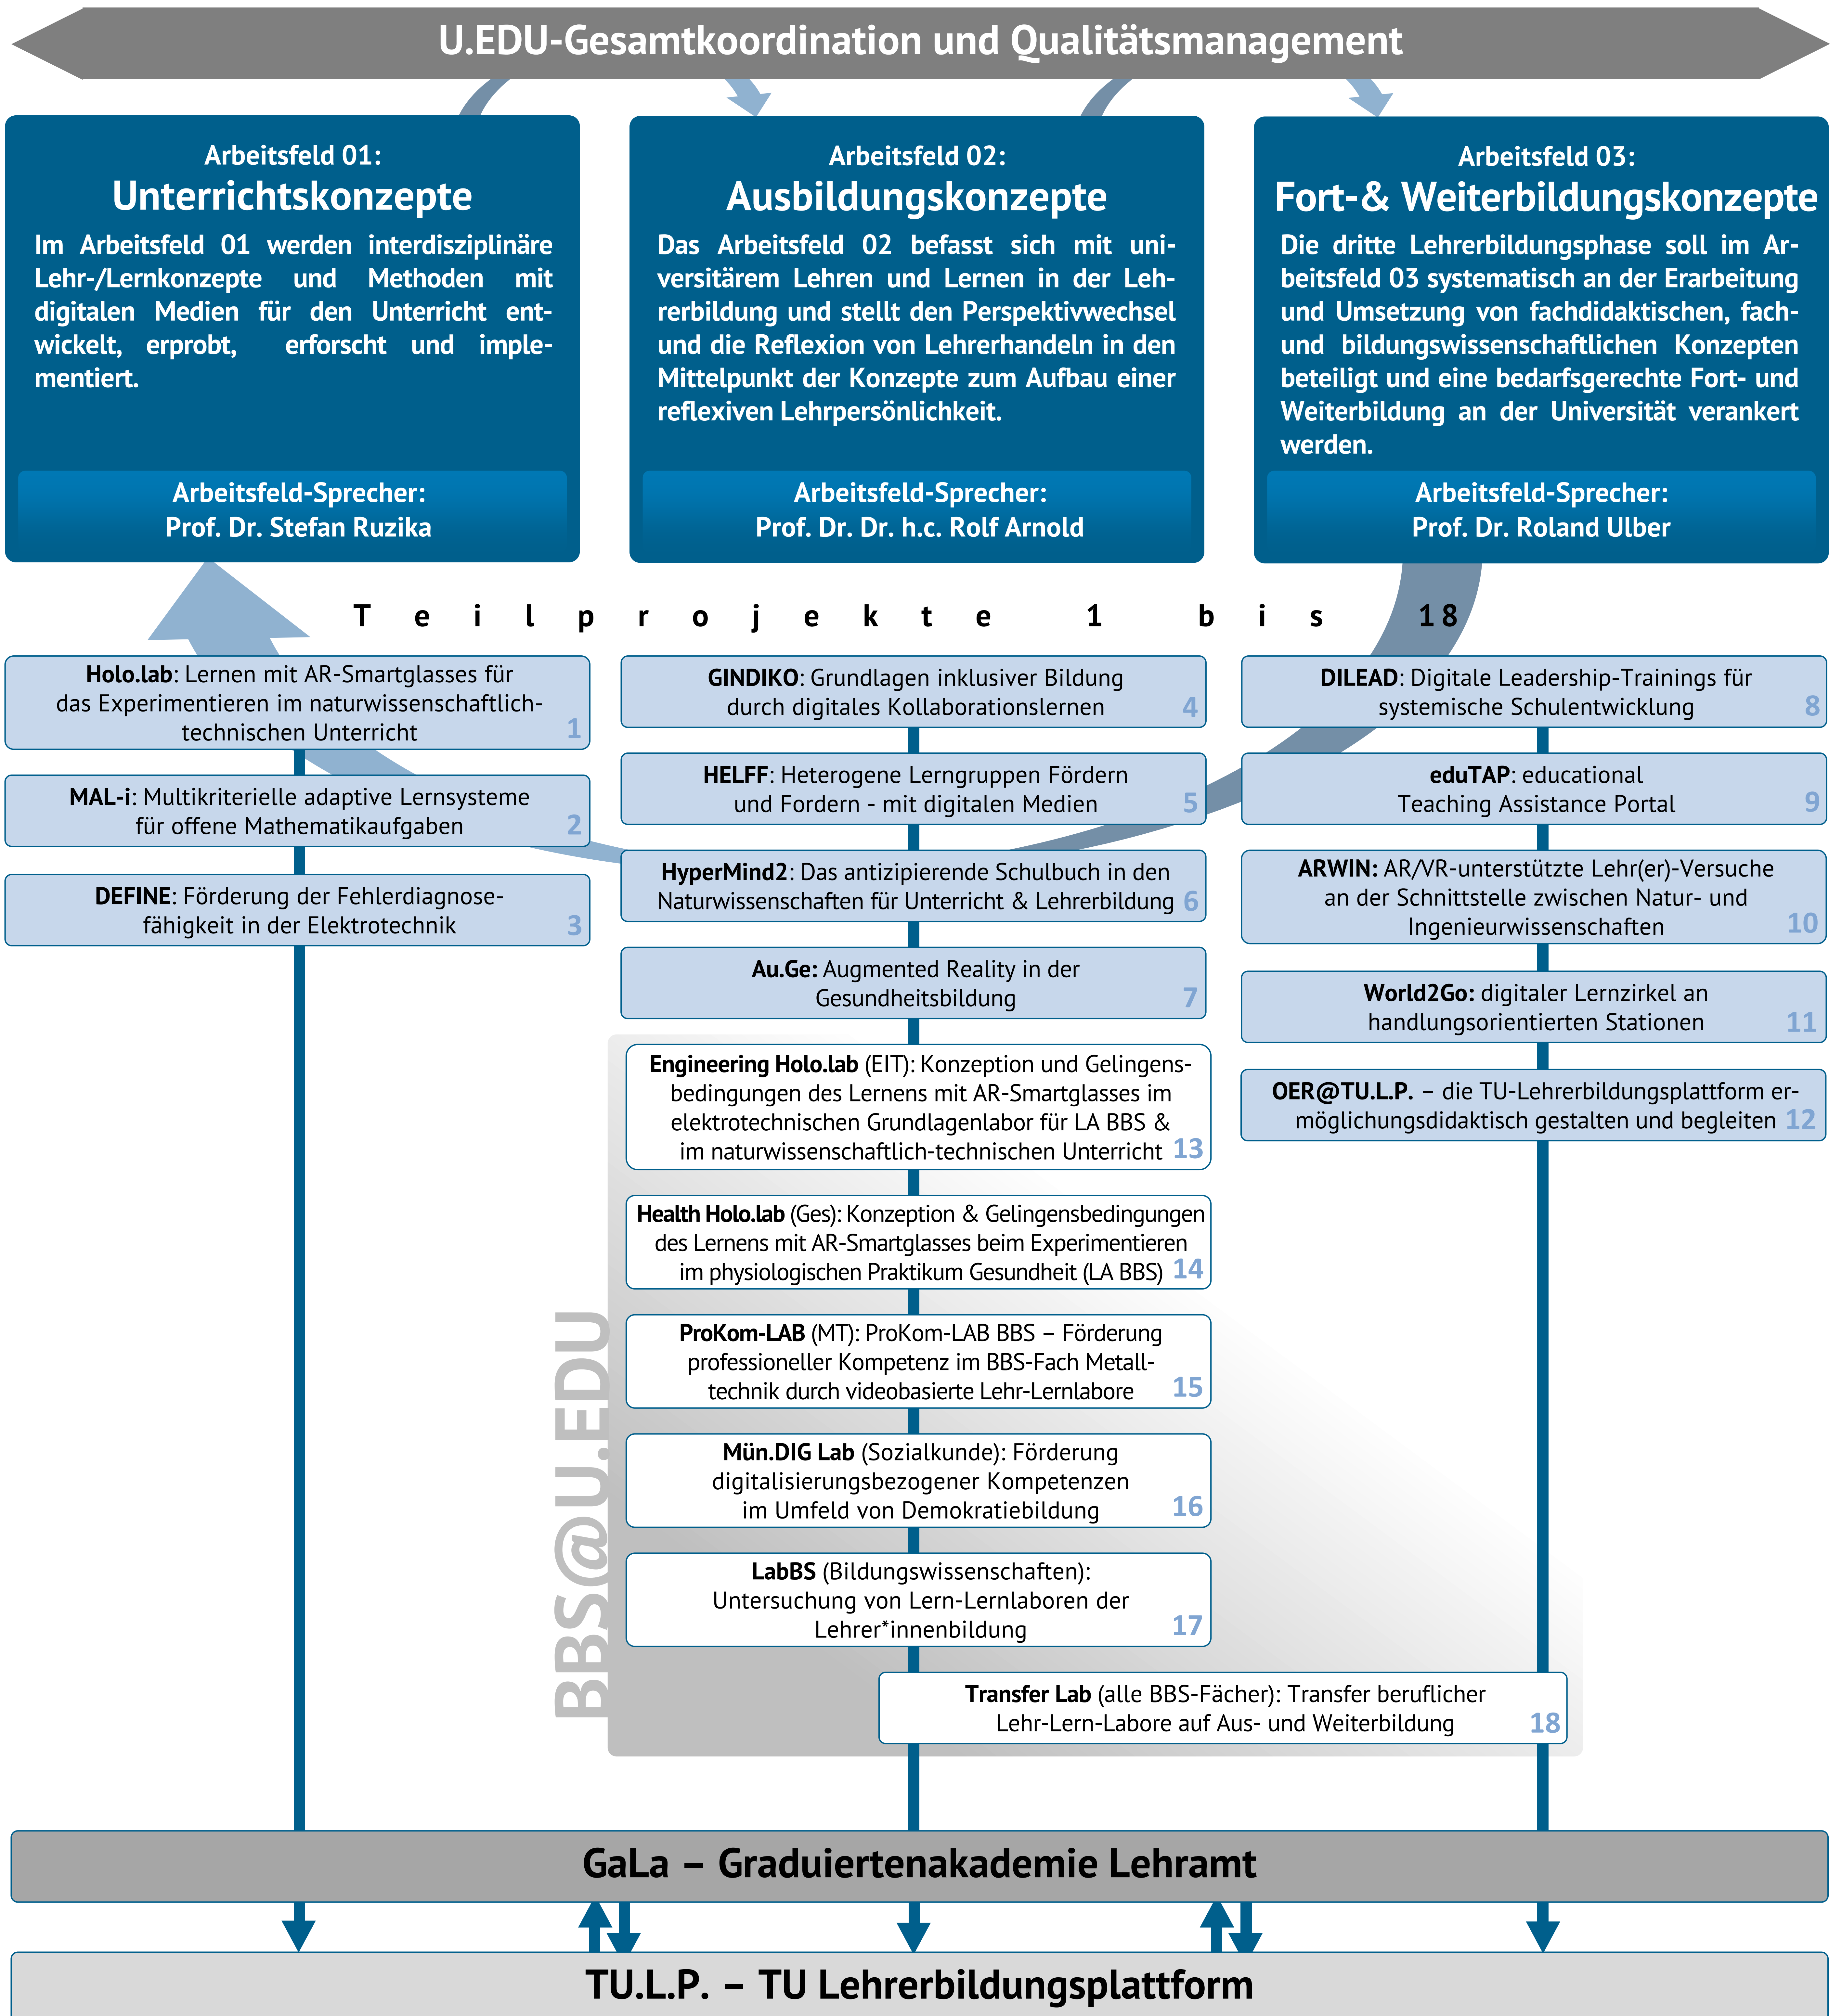 U.EDU-Gesamtkoordination und Qualitätsmanagement
Arbeitsfeld 01:
Unterrichtskonzepte
Im Arbeitsfeld 01 werden interdisziplinäre
Lehr-/Lernkonzepte und Methoden mit
digitalen Medien für den Unterricht ent-
wickelt, erprobt, erforscht und imple-
mentiert.
Arbeitsfeld-Sprecher:
Prof. Dr. Stefan Ruzika
Arbeitsfeld 02:
Ausbildungskonzepte
Das Arbeitsfeld 02 befasst sich mit uni-
versitärem Lehren und Lernen in der Leh-
rerbildung und stellt den Perspektivwechsel
und die Reflexion von Lehrerhandeln in den
Mittelpunkt der Konzepte zum Aufbau einer
reflexiven Lehrpersönlichkeit.
Arbeitsfeld-Sprecher:
Prof. Dr. Dr. h.c. Rolf Arnold
Arbeitsfeld 03:
Fort-& Weiterbildungskonzepte
Die dritte Lehrerbildungsphase soll im Ar-
beitsfeld 03 systematisch an der Erarbeitung
und Umsetzung von fachdidaktischen, fach-
und bildungswissenschaftlichen Konzepten
beteiligt und eine bedarfsgerechte Fort- und
Weiterbildung an der Universität verankert
werden.
Arbeitsfeld-Sprecher:
Prof. Dr. Roland Ulber
Teilprojekte 1 bis 18
Holo.lab: Lernen mit AR-Smartglasses für
das Experimentieren im naturwissenschaftlich-
technischen Unterricht 1
MAL-i: Multikriterielle adaptive Lernsysteme
für offene Mathematikaufgaben 2
DEFINE: Förderung der Fehlerdiagnose-
fähigkeit in der Elektrotechnik 3
GINDIKO: Grundlagen inklusiver Bildung
durch digitales Kollaborationslernen 4
HELFF: Heterogene Lerngruppen Fördern
und Fordern - mit digitalen Medien 5
HyperMind2: Das antizipierende Schulbuch in den
Naturwissenschaften für Unterricht & Lehrerbildung 6
Au.Ge: Augmented Reality in der
Gesundheitsbildung 7
DILEAD: Digitale Leadership-Trainings für
systemische Schulentwicklung 8
eduTAP: educational
Teaching Assistance Portal 9
ARWIN: AR/VR-unterstützte Lehr(er)-Versuche
an der Schnittstelle zwischen Natur- und
Ingenieurwissenschaften 10
World2Go: digitaler Lernzirkel an
handlungsorientierten Stationen 11
OER@TU.L.P. – die TU-Lehrerbildungsplattform er-
möglichungsdidaktisch gestalten und begleiten 12
BBS@U.EDU
Engineering Holo.lab (EIT): Konzeption und Gelingens-
bedingungen des Lernens mit AR-Smartglasses im
elektrotechnischen Grundlagenlabor für LA BBS &
im naturwissenschaftlich-technischen Unterricht 13
Health Holo.lab (Ges): Konzeption & Gelingensbedingungen
des Lernens mit AR-Smartglasses beim Experimentieren
im physiologischen Praktikum Gesundheit (LA BBS) 14
ProKom-LAB (MT): ProKom-LAB BBS – Förderung
professioneller Kompetenz im BBS-Fach Metall-
technik durch videobasierte Lehr-Lernlabore 15
Mün.DIG Lab (Sozialkunde): Förderung
digitalisierungsbezogener Kompetenzen
im Umfeld von Demokratiebildung 16
LabBS (Bildungswissenschaften):
Untersuchung von Lern-Lernlaboren der
Lehrer*innenbildung 17
Transfer Lab (alle BBS-Fächer): Transfer beruflicher
Lehr-Lern-Labore auf Aus- und Weiterbildung 18
GaLa – Graduiertenakademie Lehramt
TU.L.P. – TU Lehrerbildungsplattform